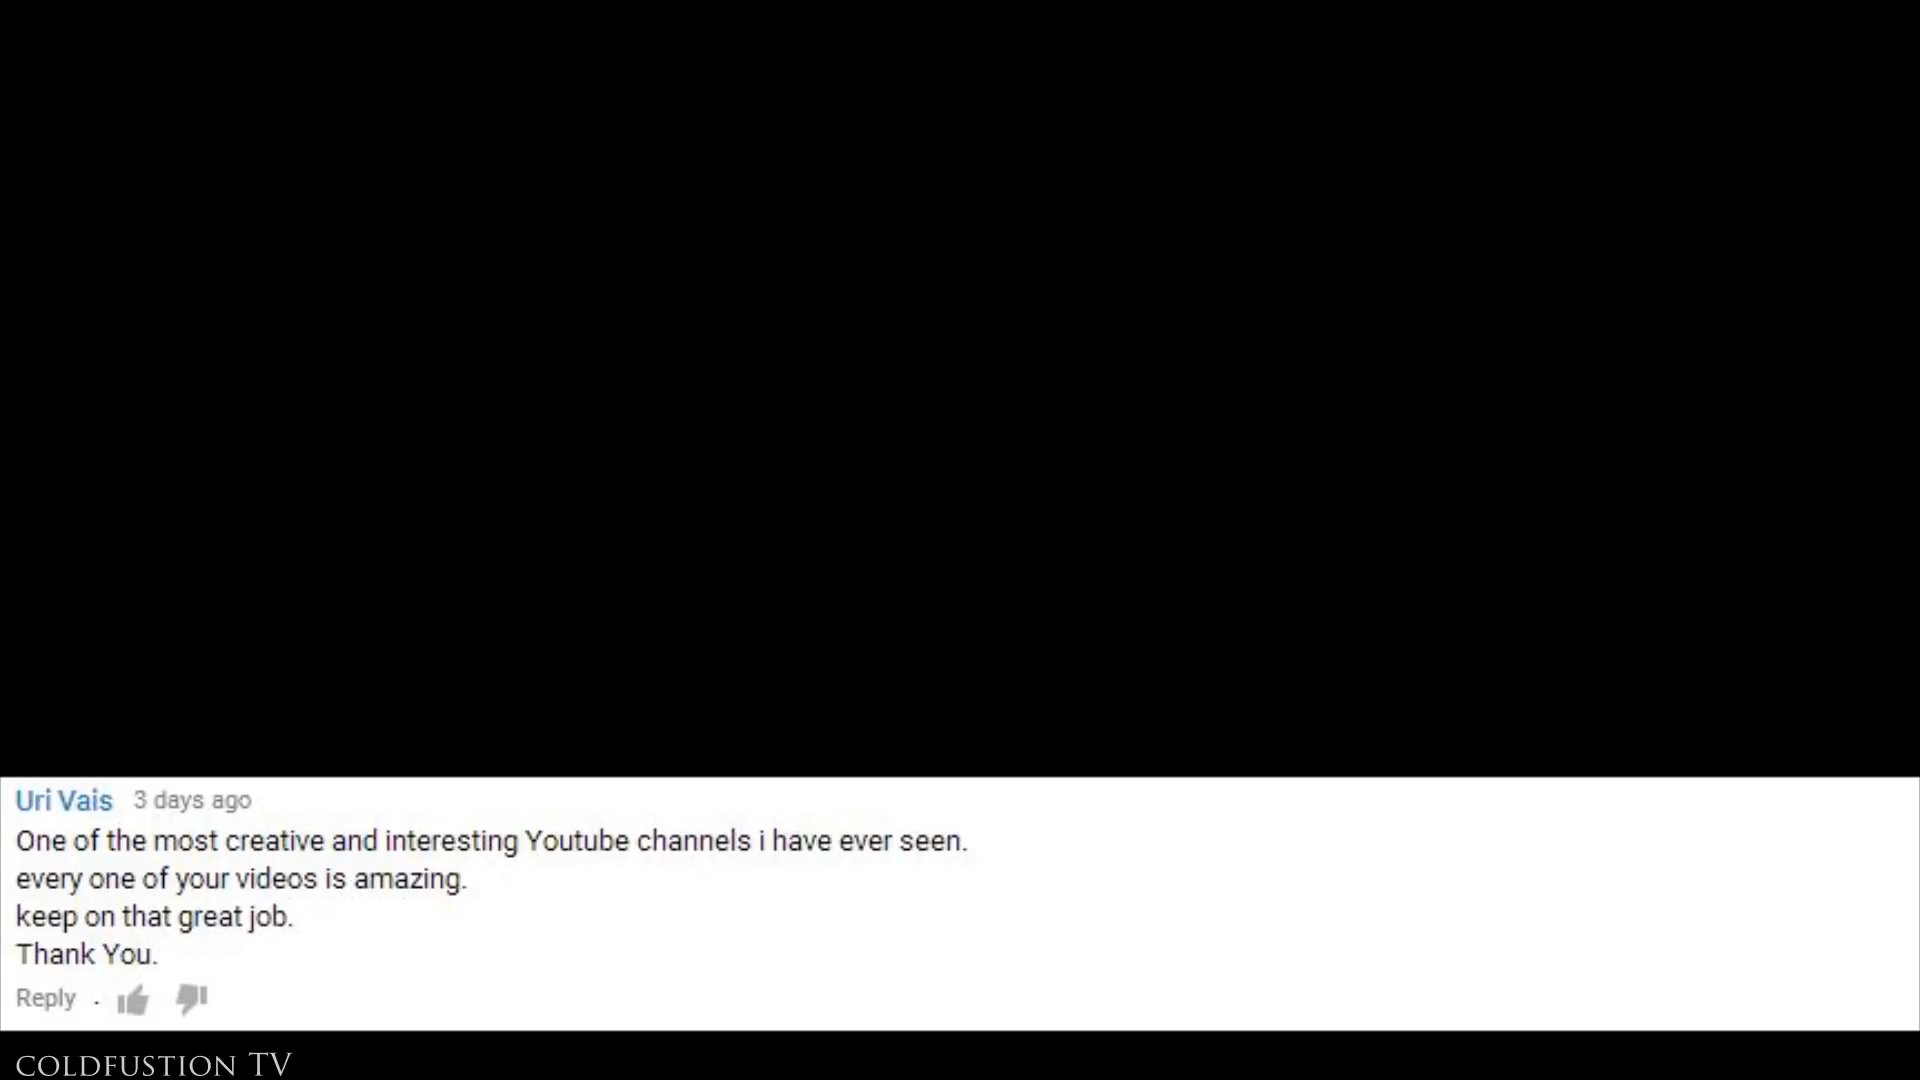 Uri Vais 3 days ago
One of the most creative and interesting Youtube channels i have ever seen.
every one of your videos is amazing.
keep on that great job.
Thank You.
Reply .
COLDFUSTION TV